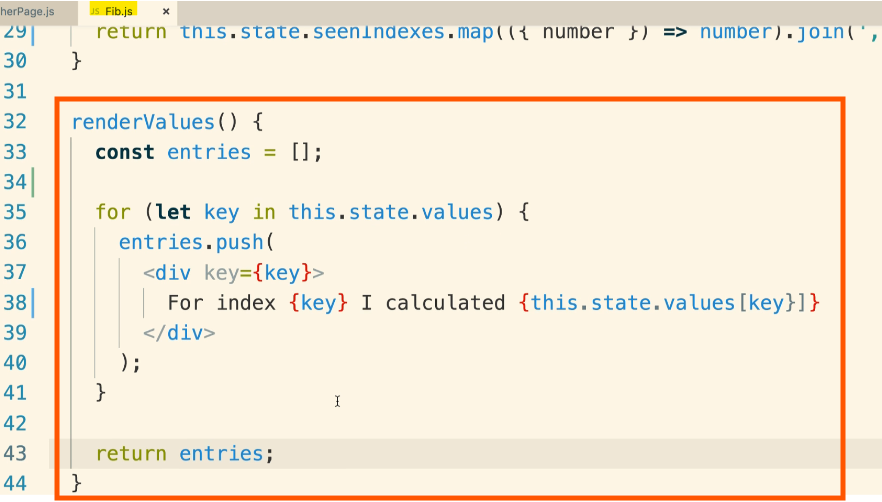 herPage.js JS Fib.js ×
29 return this.state.seenIndexes.map(({ number }) => number).join(',
30 }
31
32 renderValues() {
33 const entries = [];
34
35 for (let key in this.state.values) {
36 entries.push(
37 <div key={key}>
38 For index {key} I calculated {this.state.values[key}]}
39 </div>
40 );
41 }
42
43 return entries;
44 }